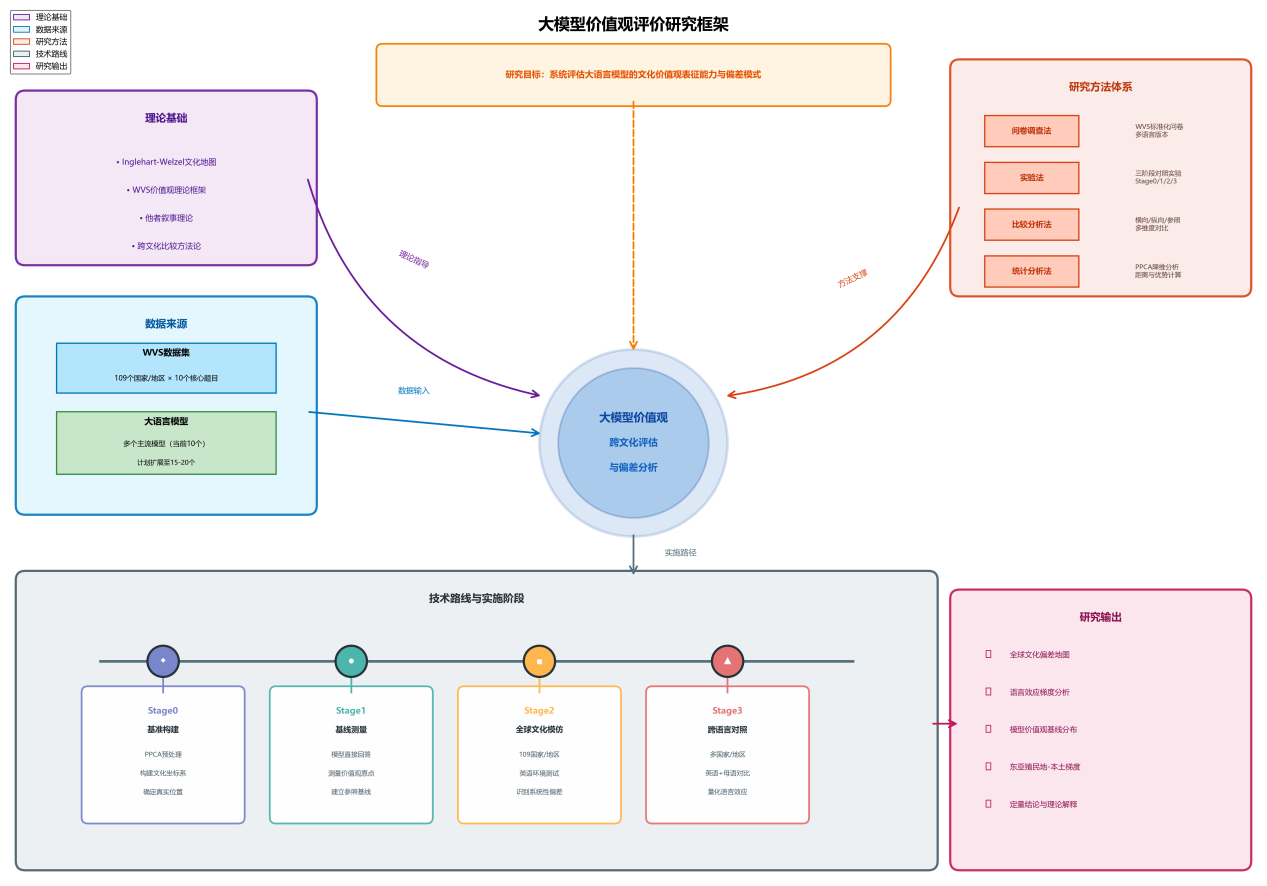 大模型价值观评价研究框架
理论基础
数据来源
研究方法
技术路线
研究输出
研究目标：系统评估大语言模型的文化价值观表征能力与偏差模式
理论基础
• Inglehart-Welzel文化地图
• WVS价值观理论框架
• 他者叙事理论
• 跨文化比较方法论
研究方法体系
问卷调查法
WVS标准化问卷
多语言版本
实验法
三阶段对照实验
Stage0/1/2/3
比较分析法
横向/纵向/参照
多维度对比
统计分析法
PPCA降维分析
距离与优势计算
理论指导
方法支撑
数据来源
WVS数据集
109个国家/地区 × 10个核心题目
大语言模型
多个主流模型（当前10个）
计划扩展至15-20个
数据输入
大模型价值观
跨文化评估
与偏差分析
实施路径
技术路线与实施阶段
Stage0
基准构建
PPCA预处理
构建文化坐标系
确定真实位置
Stage1
基线测量
模型直接回答
测量价值观原点
建立参照基线
Stage2
全球文化模仿
109国家/地区
英语环境测试
识别系统性偏差
Stage3
跨语言对照
多国家/地区
英语+母语对比
量化语言效应
研究输出
全球文化偏差地图
语言效应梯度分析
模型价值观基线分布
东亚殖民地-本土梯度
定量结论与理论解释